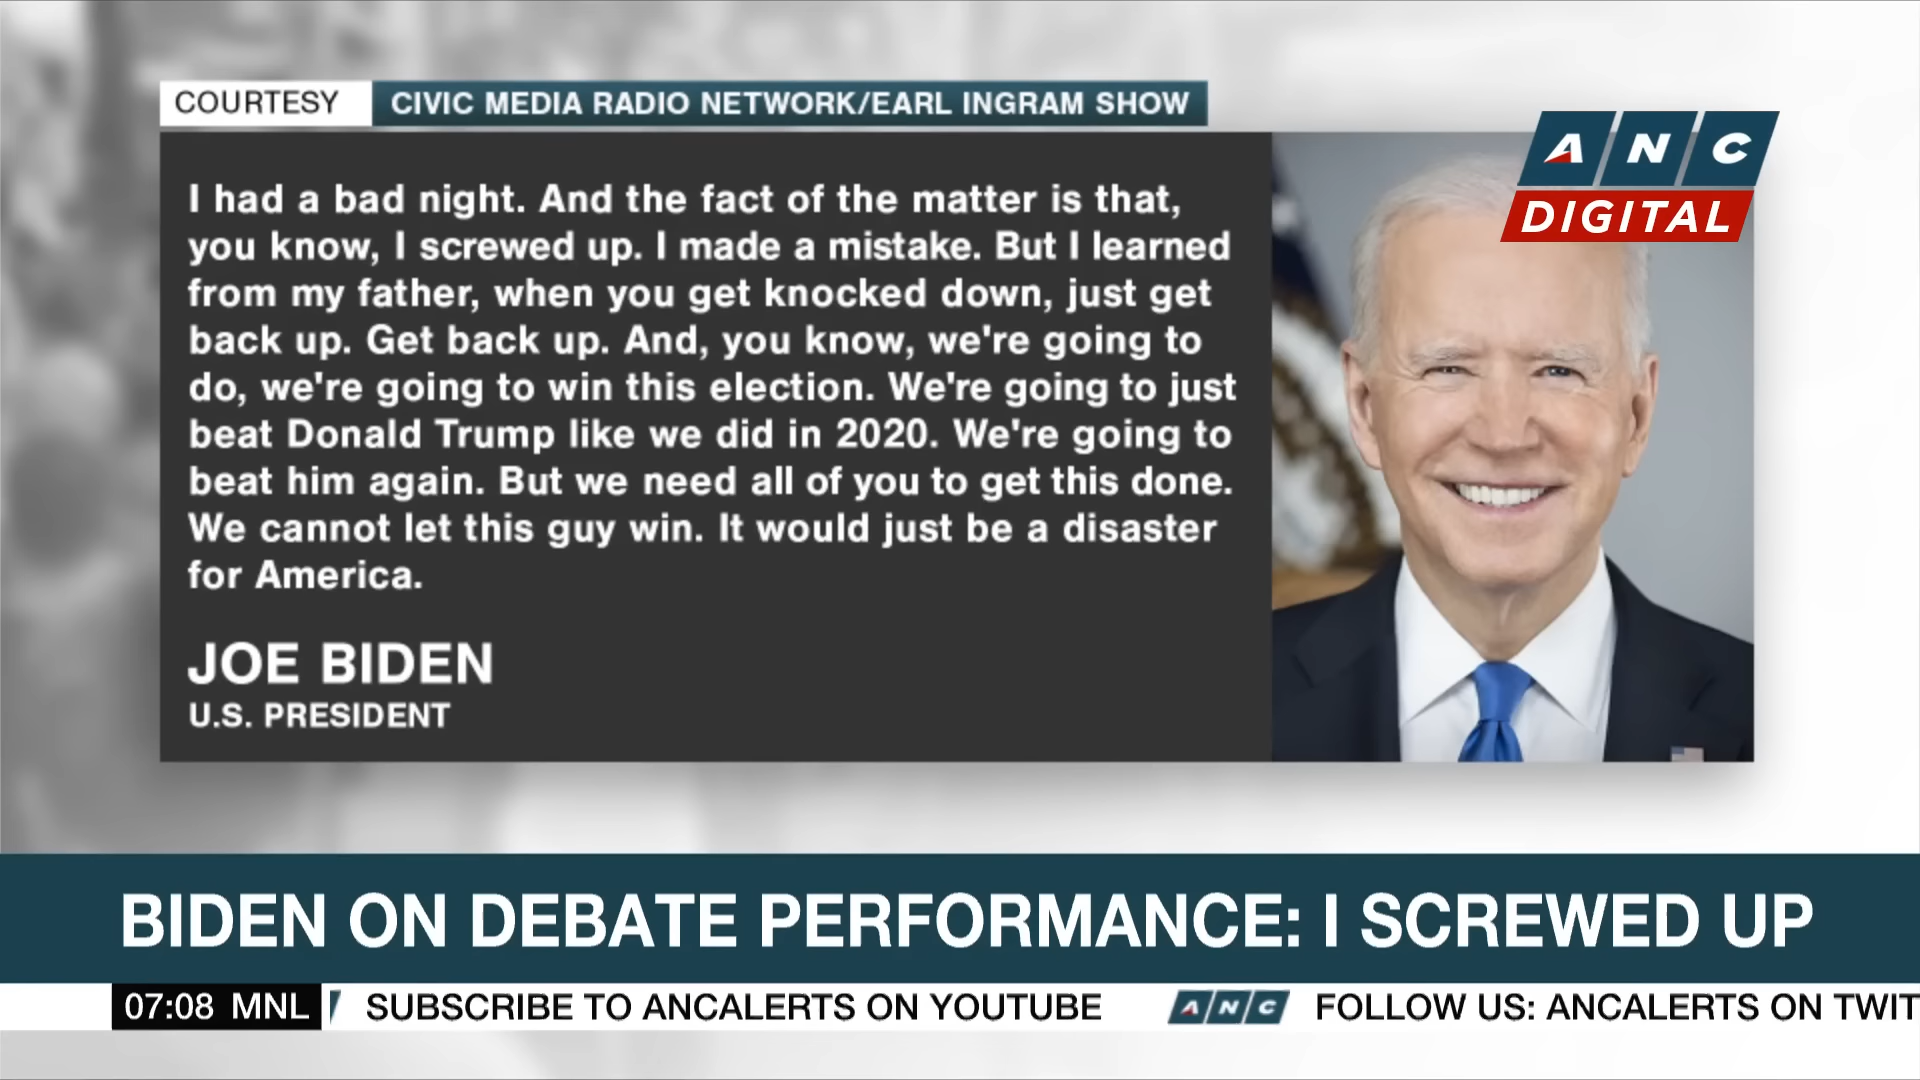 COURTESY CIVIC MEDIA RADIO NETWORK/EARL INGRAM SHOW
ANC
DIGITAL
I had a bad night. And the fact of the matter is that,
you know, I screwed up. I made a mistake. But I learned
from my father, when you get knocked down, just get
back up. Get back up. And, you know, we're going to
do, we're going to win this election. We're going to just
beat Donald Trump like we did in 2020. We're going to
beat him again. But we need all of you to get this done.
We cannot let this guy win. It would just be a disaster
for America.
JOE BIDEN
U.S. PRESIDENT
BIDEN ON DEBATE PERFORMANCE: I SCREWED UP
07:08 MNL SUBSCRIBE TO ANCALERTS ON YOUTUBE ANC FOLLOW US: ANCALERTS ON TWIT